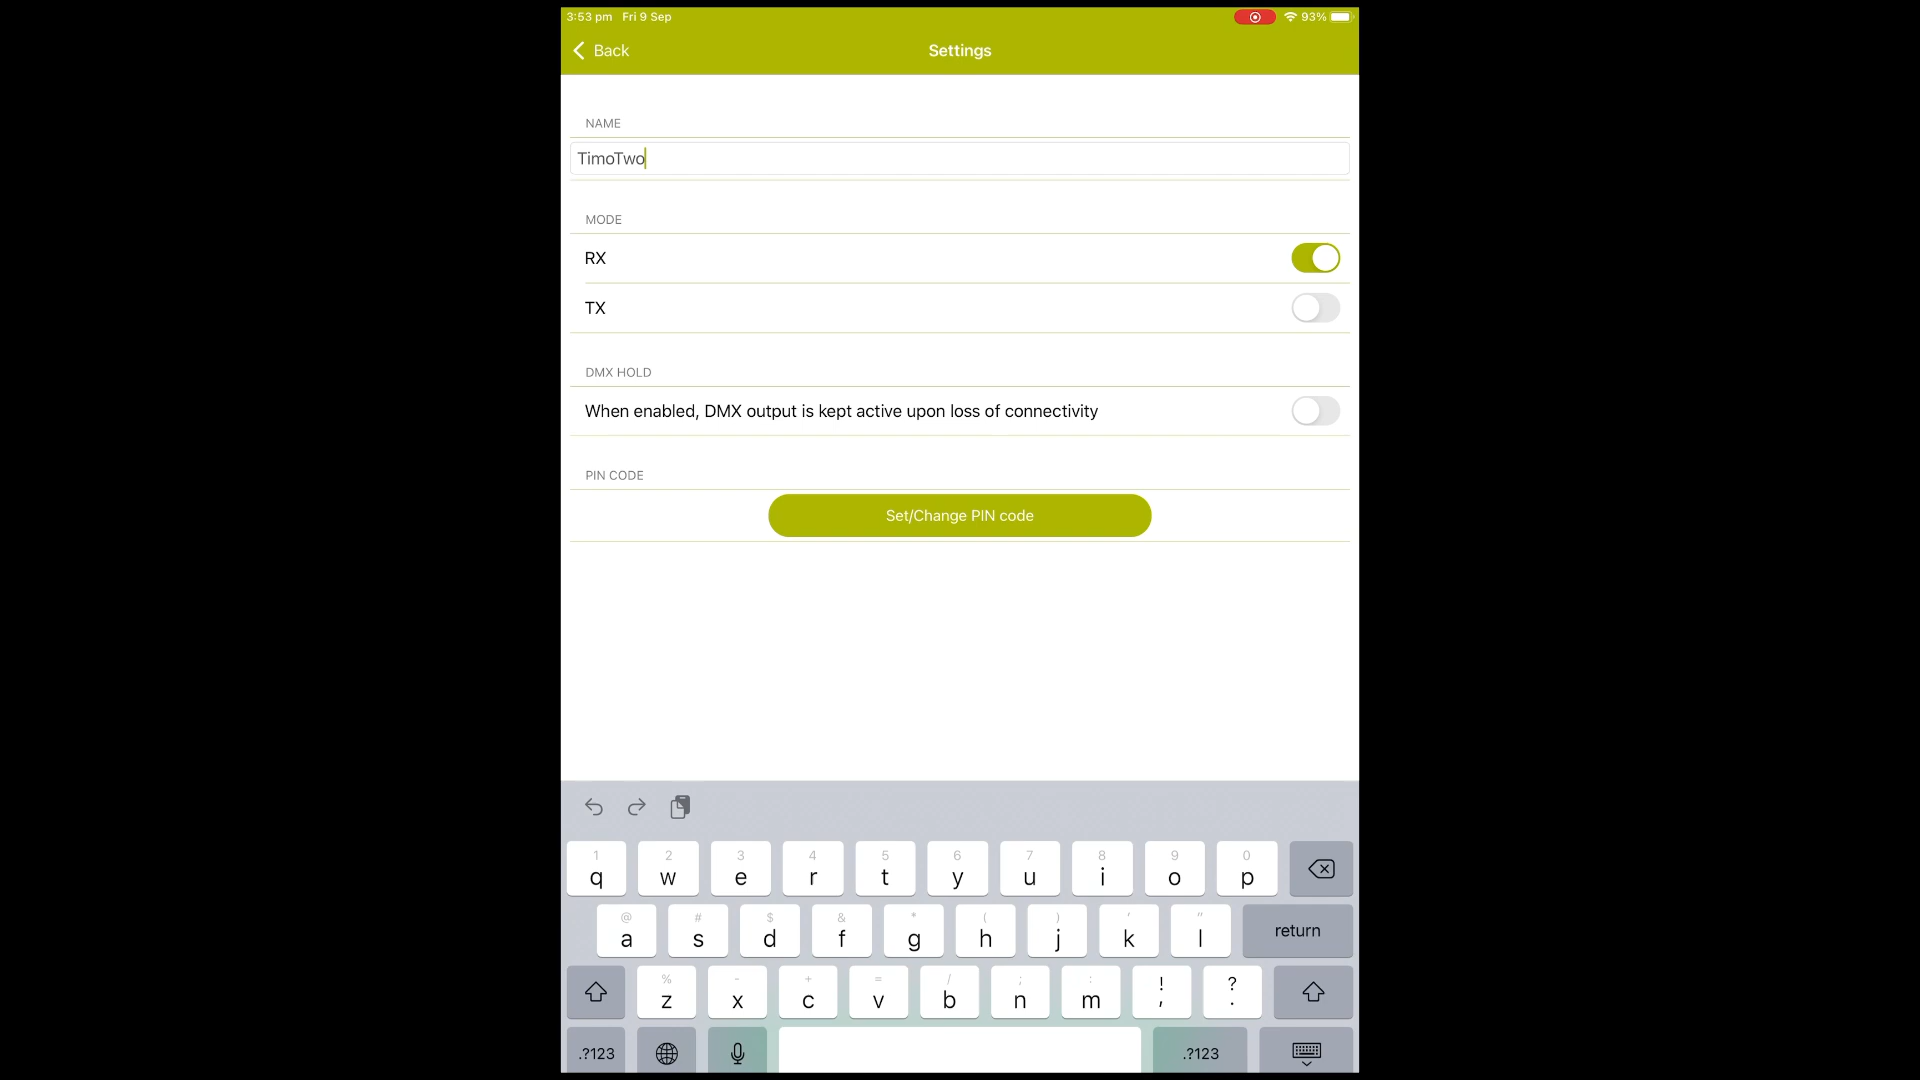 3:53 pm Fri 9 Sep 93%
Back Settings
NAME
TimoTwo
MODE
RX
TX
DMX HOLD
When enabled, DMX output is kept active upon loss of connectivity
PIN CODE
Set/Change PIN code
1 2 3 4 5 6 7 8 9 0
q w e r t y u i o p
@ # $ & * ( ) ' "
a s d f g h j k l return
% - + = / ; : ! ?
z x c v b n m , .
.?123 .?123